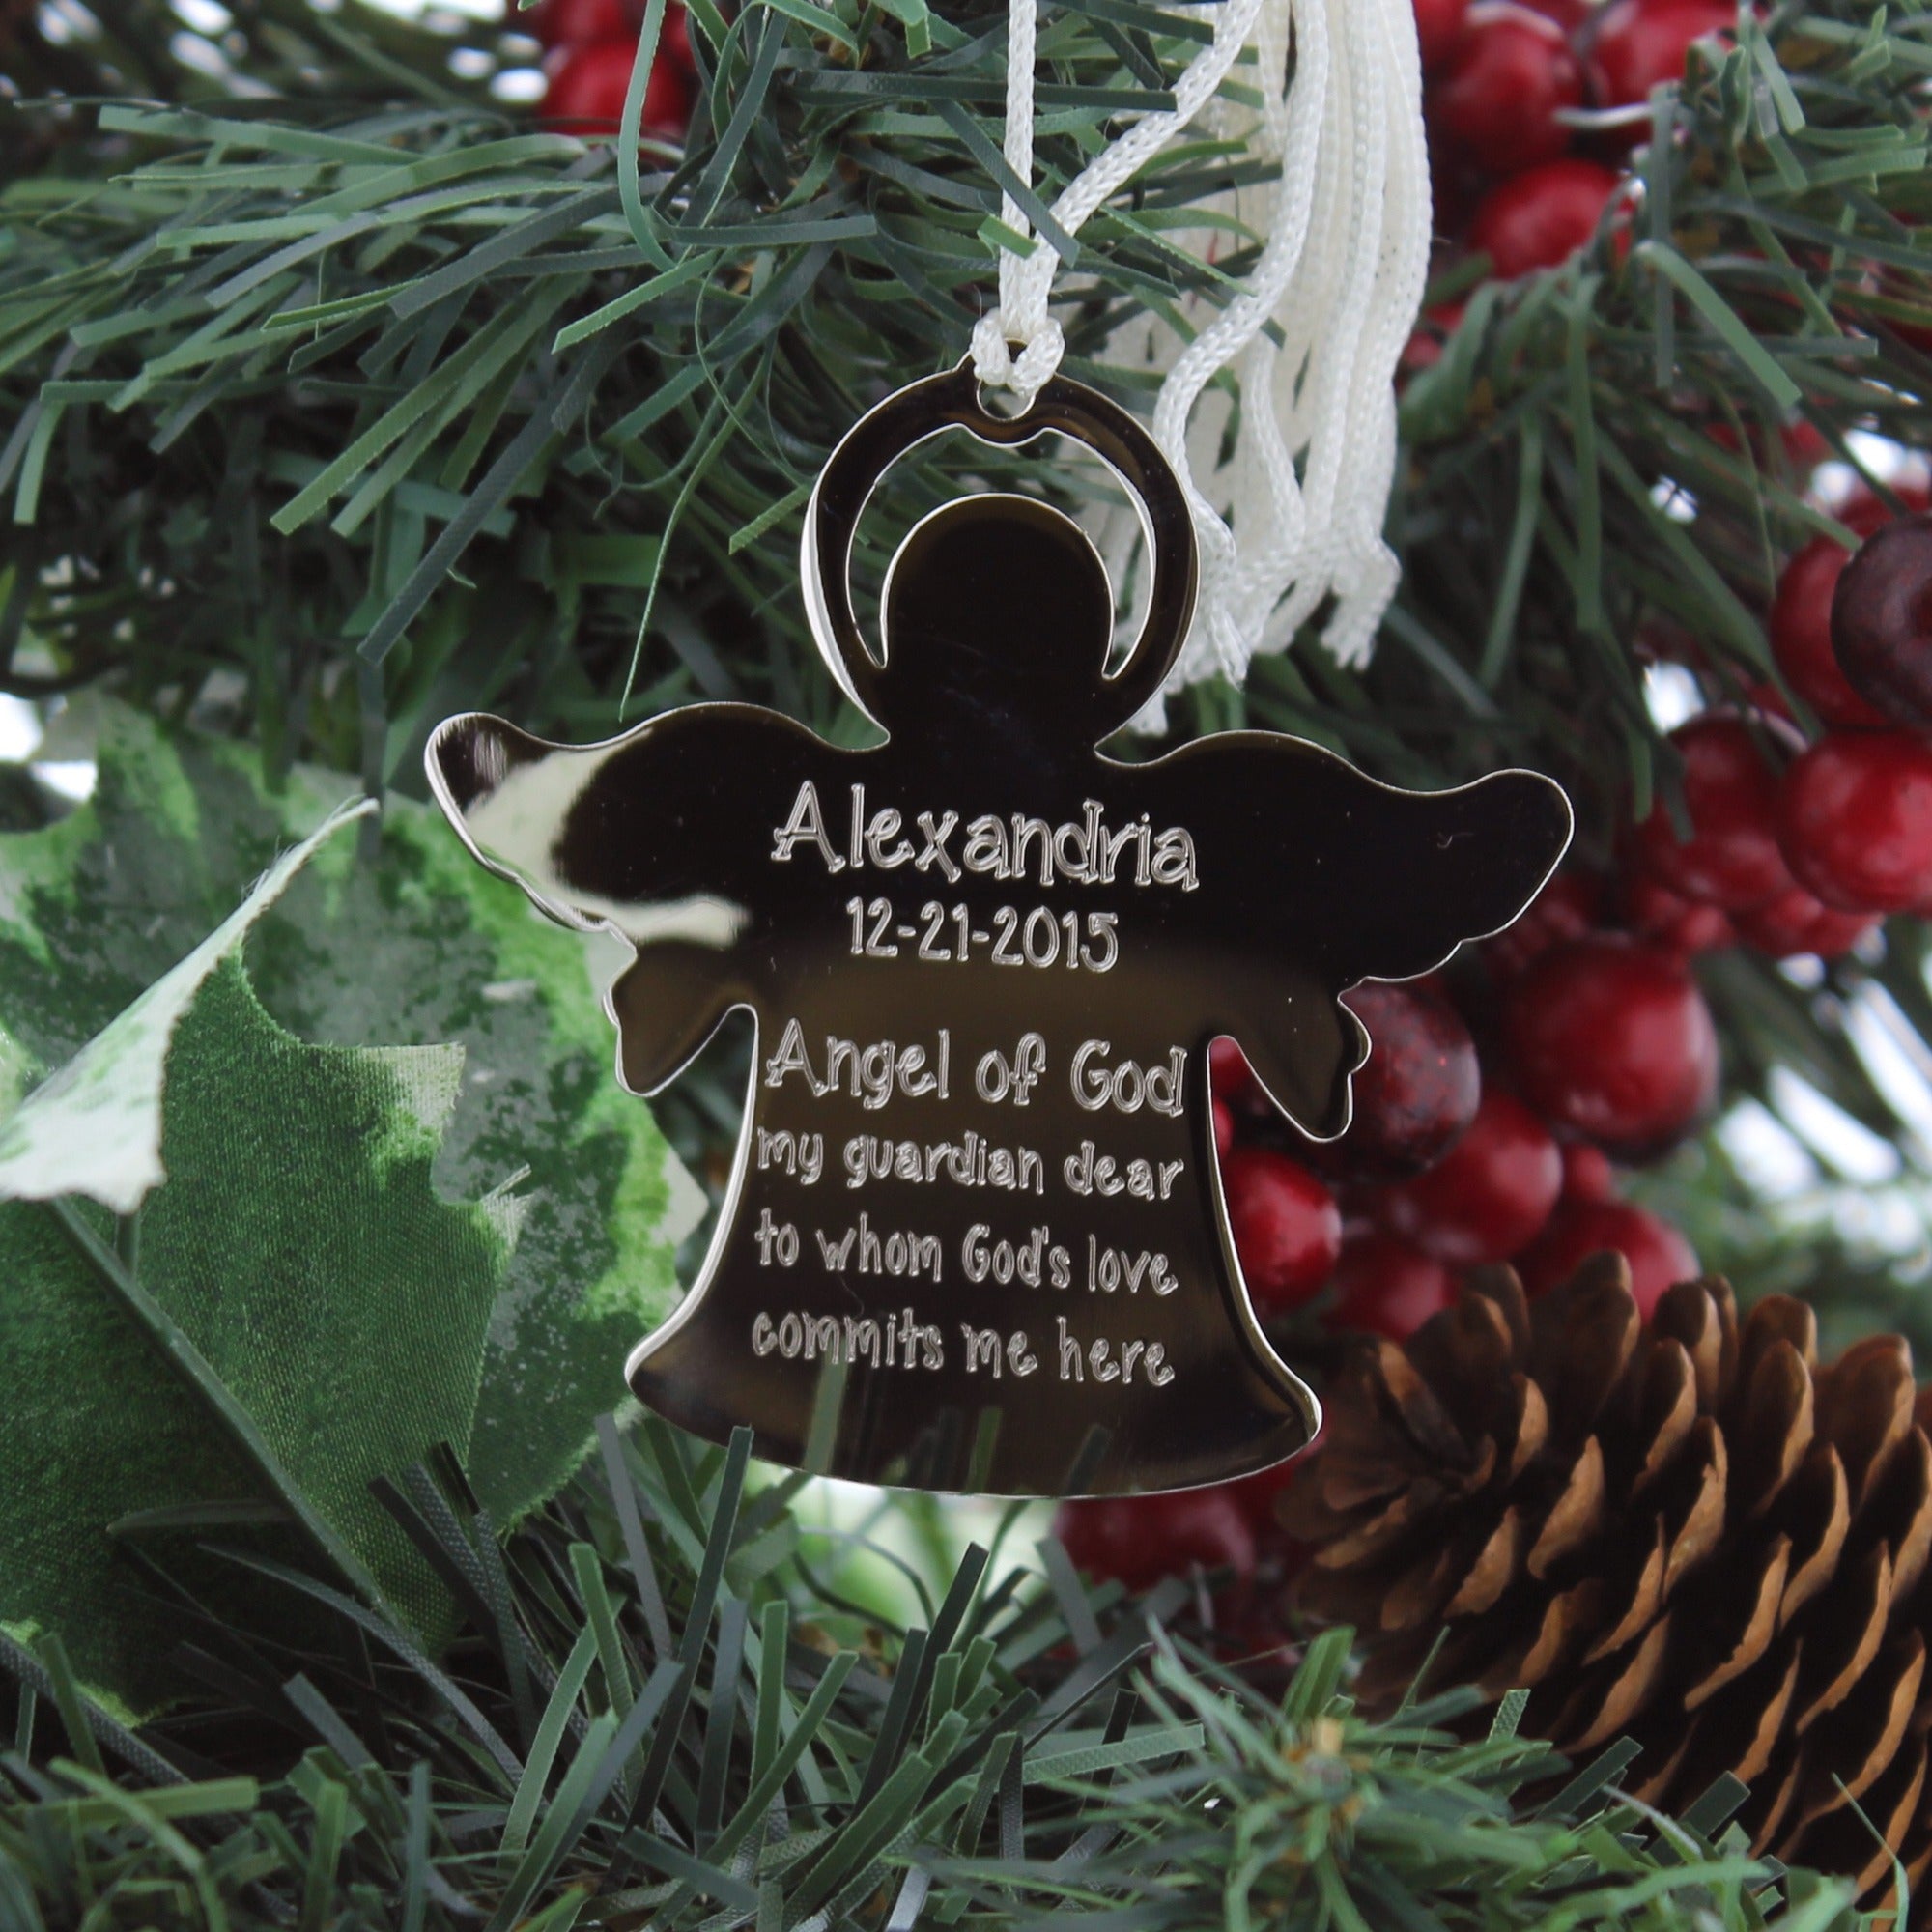 Alexandria
12-21-2015
Angel of God
my guardian dear
to whom God's love
commits me here